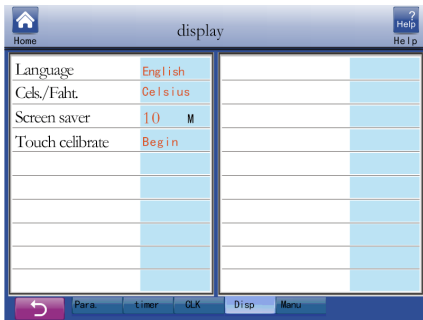 display
?
Help
Home
Help
Language English
Cels./Faht. Celsius
Screen saver 10 M
Touch celibrate Begin
Para. timer CLK Disp Manu